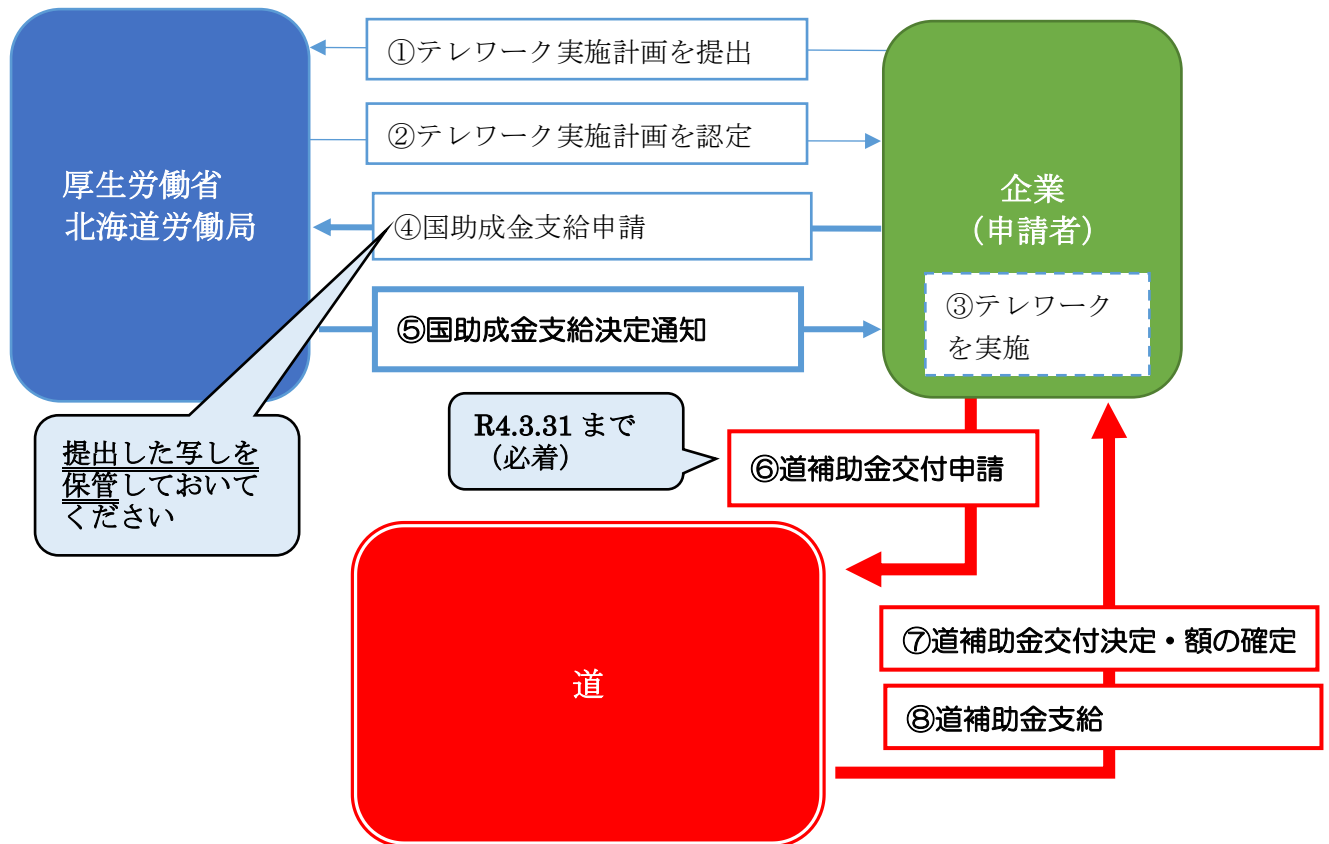 ①テレワーク実施計画を提出
②テレワーク実施計画を認定
厚生労働省
北海道労働局
企業
（申請者）
④国助成金支給申請
③テレワーク
を実施
⑤国助成金支給決定通知
提出した写しを
保管しておいて
ください
R4.3.31 まで
（必着）
⑥道補助金交付申請
道
⑦道補助金交付決定・額の確定
⑧道補助金支給